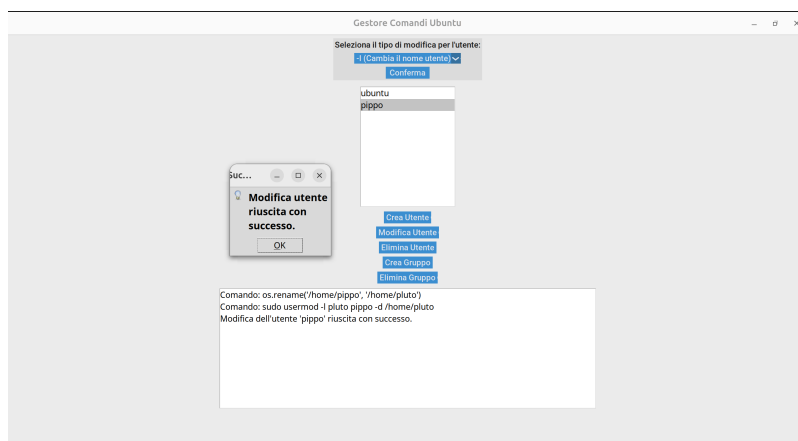 Gestore Comandi Ubuntu
Seleziona il tipo di modifica per l'utente:
-l (Cambia il nome utente)
Conferma
ubuntu
pippo
Suc...
Modifica utente
riuscita con
successo.
OK
Crea Utente
Modifica Utente
Elimina Utente
Crea Gruppo
Elimina Gruppo
Comando: os.rename('/home/pippo', '/home/pluto')
Comando: sudo usermod -l pluto pippo -d /home/pluto
Modifica dell'utente 'pippo' riuscita con successo.